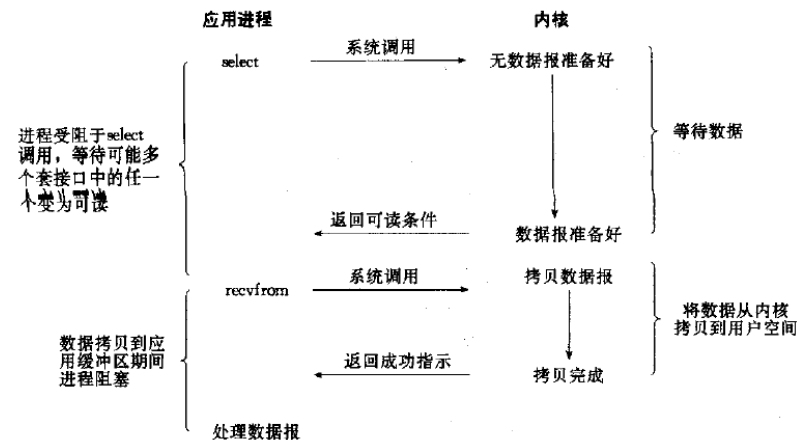 应用进程
内核
select
系统调用
无数据报准备好
进程受阻于select
调用，等待可能多
个套接口中的任一
个变为可读
等待数据
返回可读条件
数据报准备好
recvfrom
系统调用
拷贝数据报
将数据从内核
拷贝到用户空间
数据拷贝到应
用缓冲区期间
进程阻塞
返回成功指示
拷贝完成
处理数据报